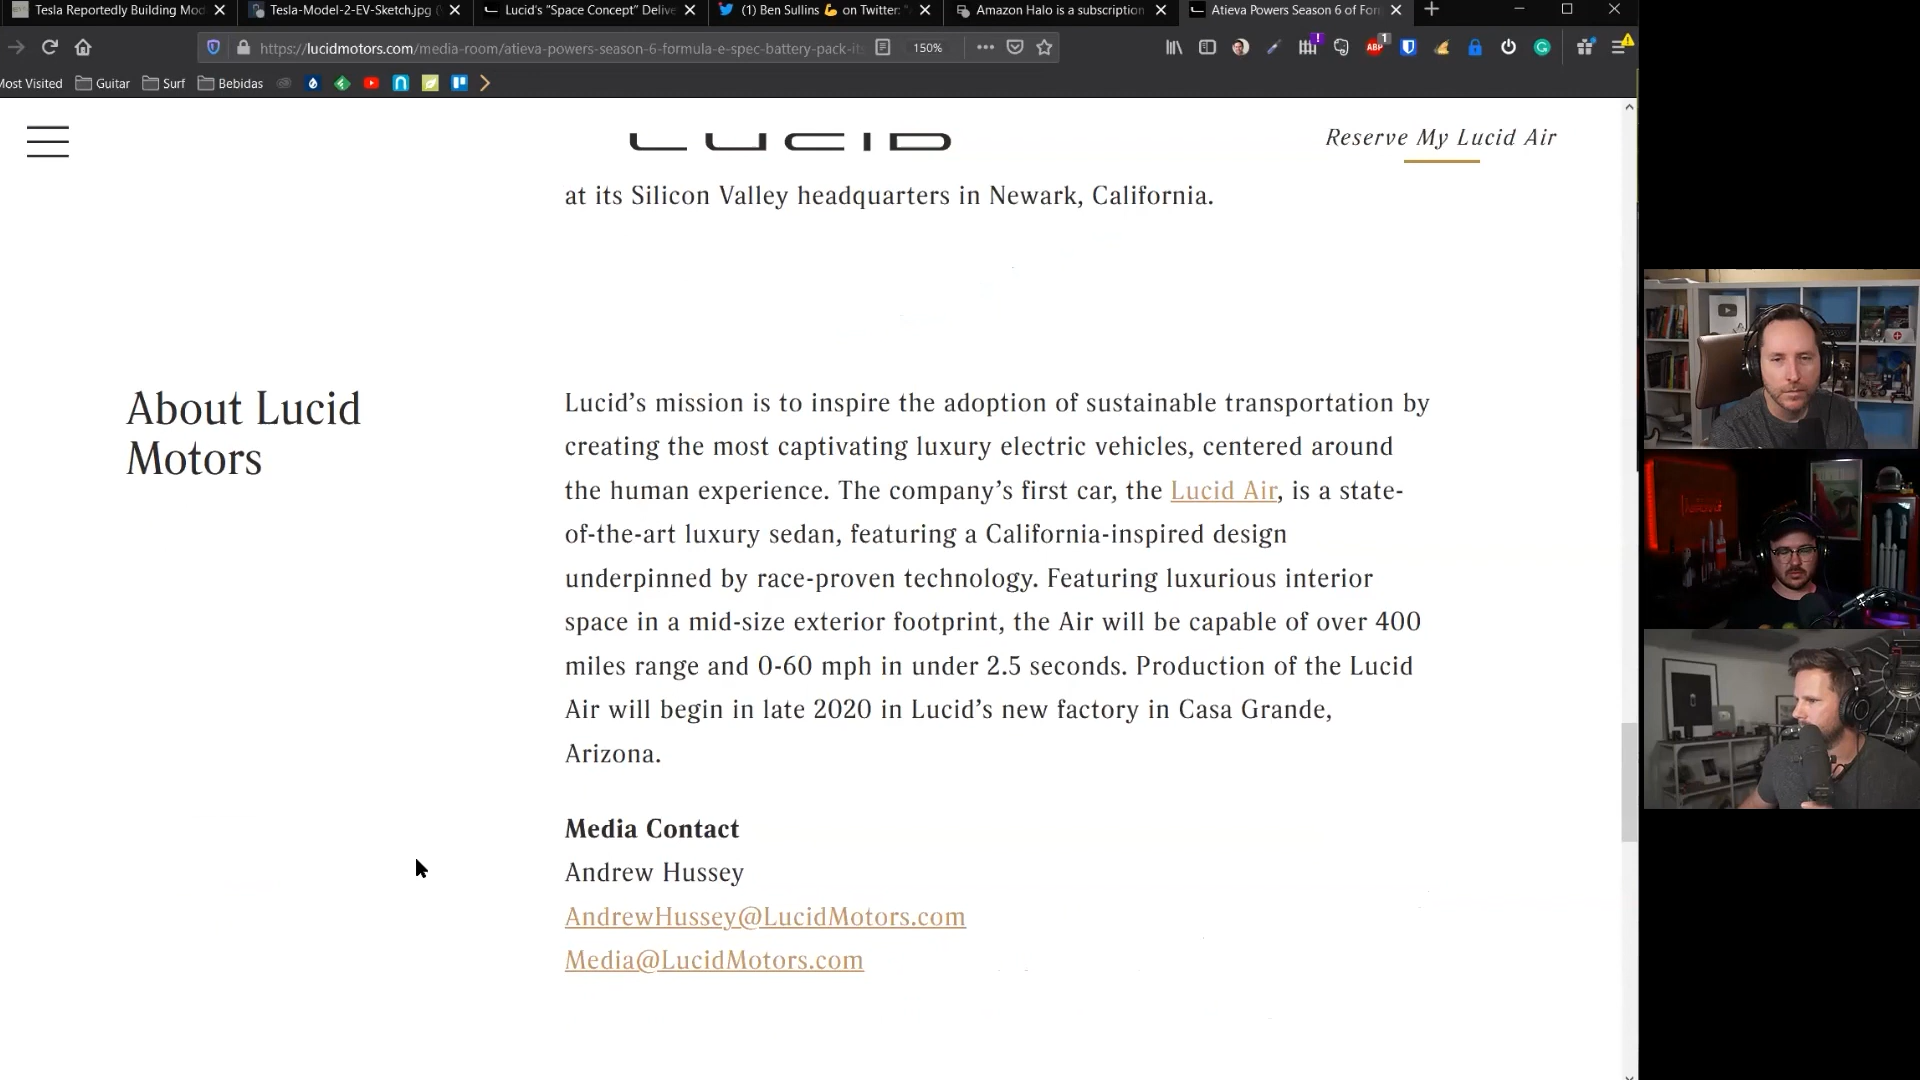 Tesla Reportedly Building Mod
Tesla-Model-2-EV-Sketch.jpg (
Lucid's "Space Concept" Delive
(1) Ben Sullins 💪 on Twitter: "
Amazon Halo is a subscription
Atieva Powers Season 6 of For
https://lucidmotors.com/media-room/atieva-powers-season-6-formula-e-spec-battery-pack-its
150%
ABP
1
Most Visited
Guitar
Surf
Bebidas
LUCID
Reserve My Lucid Air
at its Silicon Valley headquarters in Newark, California.
About Lucid
Motors
Lucid’s mission is to inspire the adoption of sustainable transportation by
creating the most captivating luxury electric vehicles, centered around
the human experience. The company’s first car, the Lucid Air, is a state-
of-the-art luxury sedan, featuring a California-inspired design
underpinned by race-proven technology. Featuring luxurious interior
space in a mid-size exterior footprint, the Air will be capable of over 400
miles range and 0-60 mph in under 2.5 seconds. Production of the Lucid
Air will begin in late 2020 in Lucid’s new factory in Casa Grande,
Arizona.
Media Contact
Andrew Hussey
AndrewHussey@LucidMotors.com
Media@LucidMotors.com